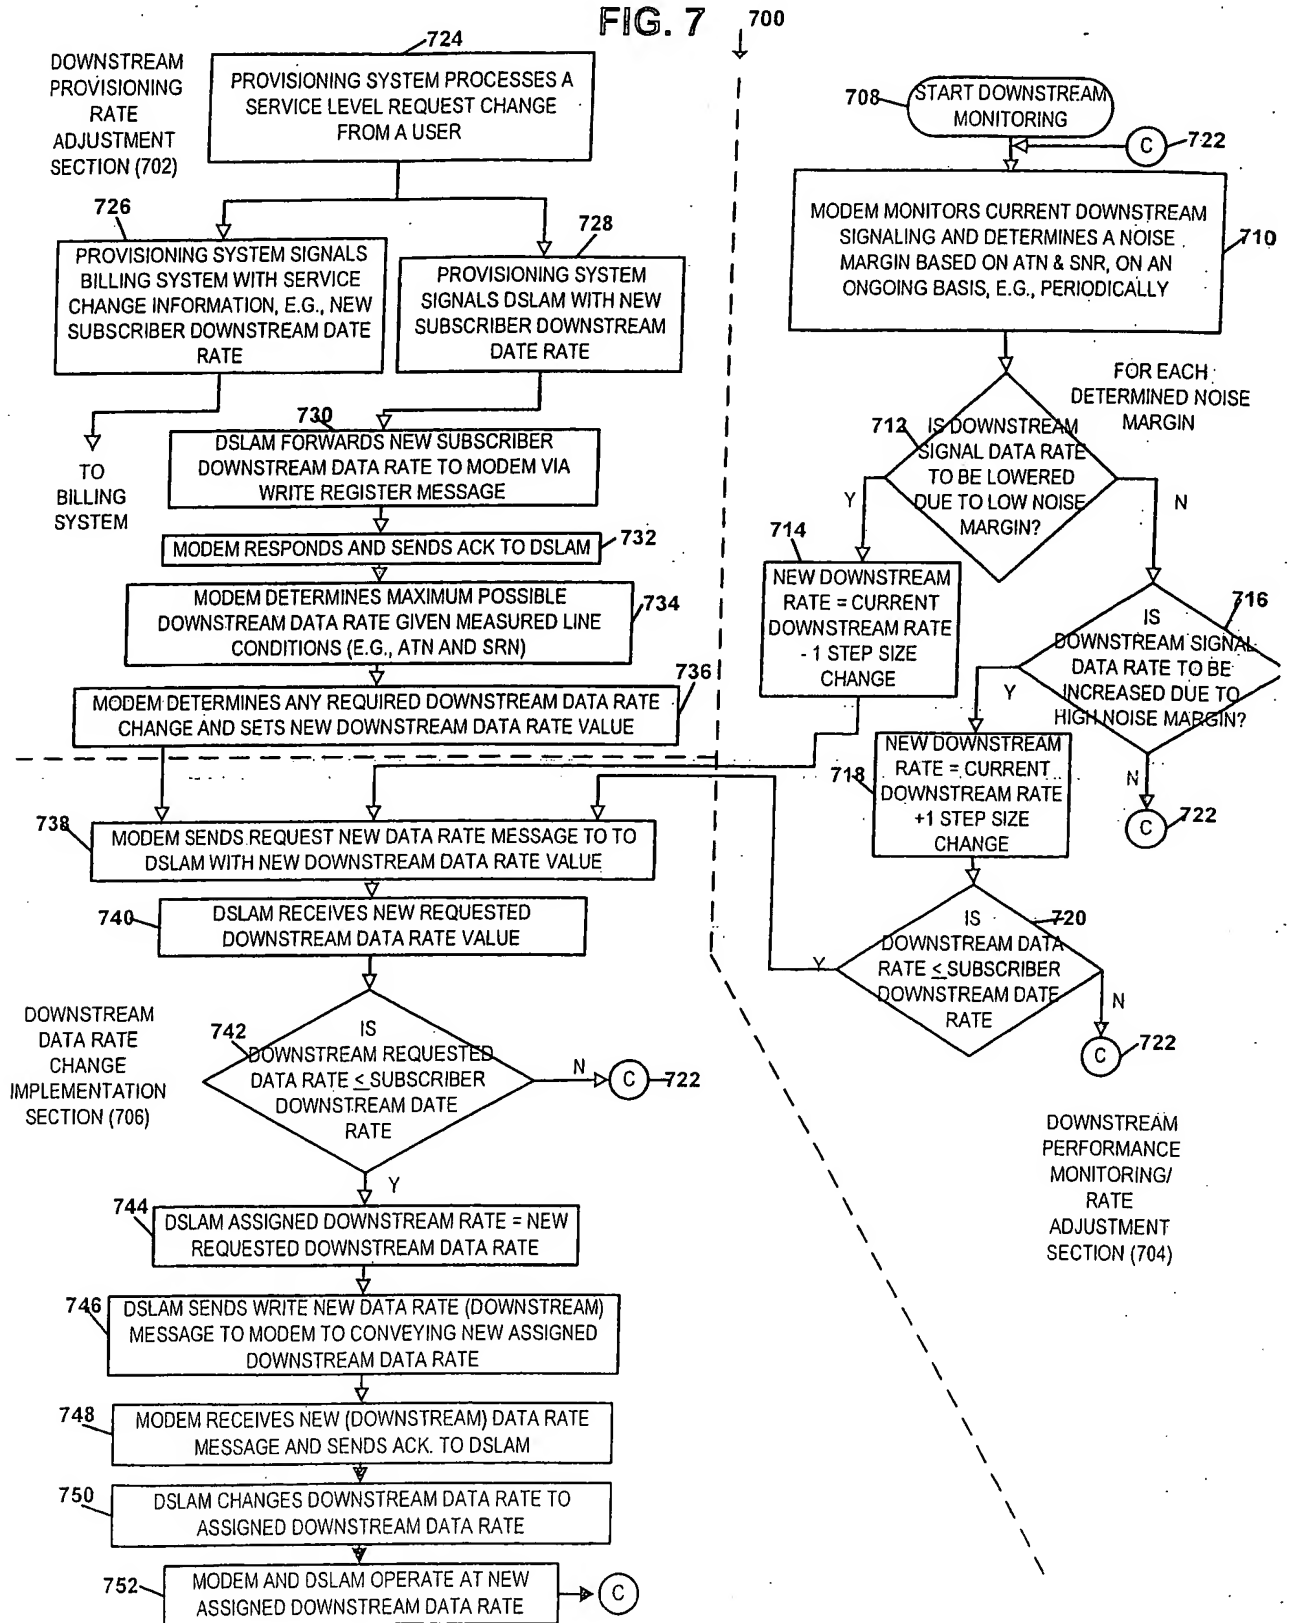 FIG. 7
700
DOWNSTREAM
PROVISIONING
RATE
ADJUSTMENT
SECTION (702)
724
PROVISIONING SYSTEM PROCESSES A
SERVICE LEVEL REQUEST CHANGE
FROM A USER
726
PROVISIONING SYSTEM SIGNALS
BILLING SYSTEM WITH SERVICE
CHANGE INFORMATION, E.G., NEW
SUBSCRIBER DOWNSTREAM DATE
RATE
728
PROVISIONING SYSTEM
SIGNALS DSLAM WITH NEW
SUBSCRIBER DOWNSTREAM
DATE RATE
TO
BILLING
SYSTEM
730
DSLAM FORWARDS NEW SUBSCRIBER
DOWNSTREAM DATA RATE TO MODEM VIA
WRITE REGISTER MESSAGE
MODEM RESPONDS AND SENDS ACK TO DSLAM
732
MODEM DETERMINES MAXIMUM POSSIBLE
DOWNSTREAM DATA RATE GIVEN MEASURED LINE
CONDITIONS (E.G., ATN AND SRN)
734
MODEM DETERMINES ANY REQUIRED DOWNSTREAM DATA RATE
CHANGE AND SETS NEW DOWNSTREAM DATA RATE VALUE
736
708
START DOWNSTREAM
MONITORING
C
722
MODEM MONITORS CURRENT DOWNSTREAM
SIGNALING AND DETERMINES A NOISE
MARGIN BASED ON ATN & SNR, ON AN
ONGOING BASIS, E.G., PERIODICALLY
710
FOR EACH
DETERMINED NOISE
MARGIN
712
IS DOWNSTREAM
SIGNAL DATA RATE
TO BE LOWERED
DUE TO LOW NOISE
MARGIN?
Y
N
714
NEW DOWNSTREAM
RATE = CURRENT
DOWNSTREAM RATE
- 1 STEP SIZE
CHANGE
716
IS
DOWNSTREAM SIGNAL
DATA RATE TO BE
INCREASED DUE TO
HIGH NOISE MARGIN?
Y
N
C
722
718
NEW DOWNSTREAM
RATE = CURRENT
DOWNSTREAM RATE
+1 STEP SIZE
CHANGE
720
IS
DOWNSTREAM DATA
RATE ≤ SUBSCRIBER
DOWNSTREAM DATE
RATE
Y
N
C
722
DOWNSTREAM
PERFORMANCE
MONITORING/
RATE
ADJUSTMENT
SECTION (704)
738
MODEM SENDS REQUEST NEW DATA RATE MESSAGE TO TO
DSLAM WITH NEW DOWNSTREAM DATA RATE VALUE
740
DSLAM RECEIVES NEW REQUESTED
DOWNSTREAM DATA RATE VALUE
DOWNSTREAM
DATA RATE
CHANGE
IMPLEMENTATION
SECTION (706)
742
IS
DOWNSTREAM REQUESTED
DATA RATE ≤ SUBSCRIBER
DOWNSTREAM DATE
RATE
N
C
722
Y
744
DSLAM ASSIGNED DOWNSTREAM RATE = NEW
REQUESTED DOWNSTREAM DATA RATE
746
DSLAM SENDS WRITE NEW DATA RATE (DOWNSTREAM)
MESSAGE TO MODEM TO CONVEYING NEW ASSIGNED
DOWNSTREAM DATA RATE
748
MODEM RECEIVES NEW (DOWNSTREAM) DATA RATE
MESSAGE AND SENDS ACK. TO DSLAM
750
DSLAM CHANGES DOWNSTREAM DATA RATE TO
ASSIGNED DOWNSTREAM DATA RATE
752
MODEM AND DSLAM OPERATE AT NEW
ASSIGNED DOWNSTREAM DATA RATE
C